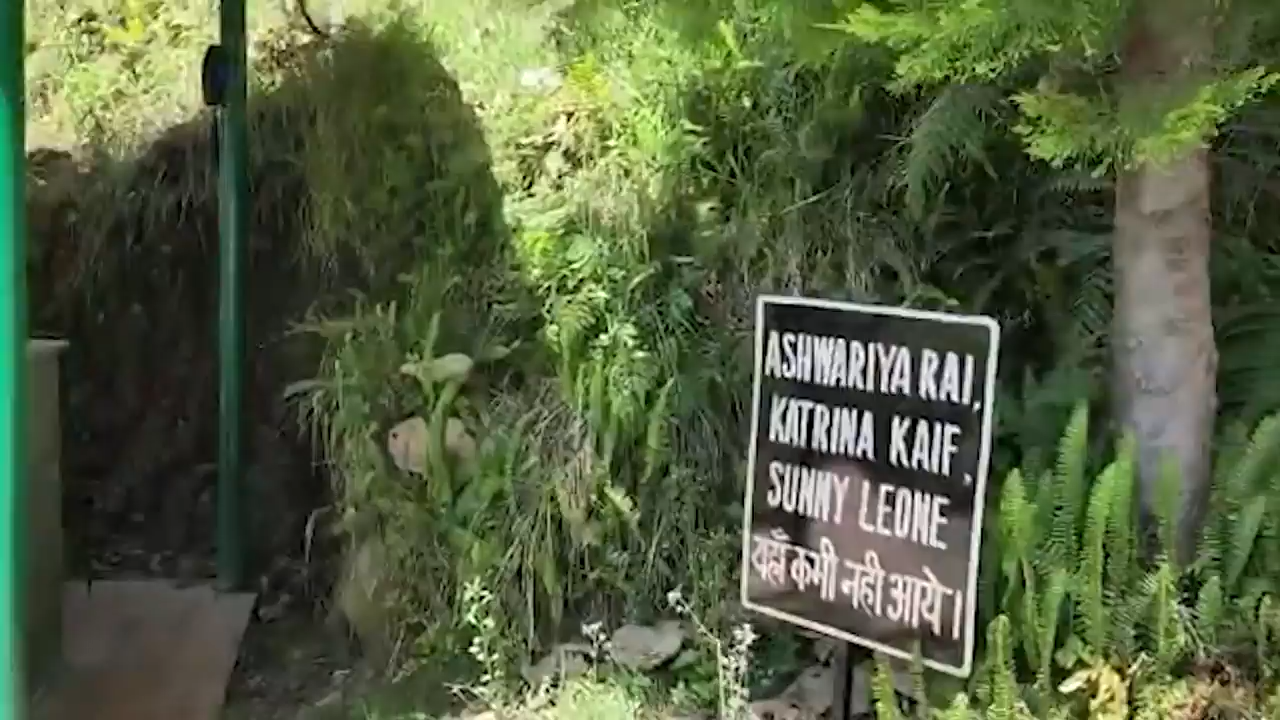 ASHWARIYA RAI,
KATRINA KAIF,
SUNNY LEONE
यहाँ कभी नही आये।